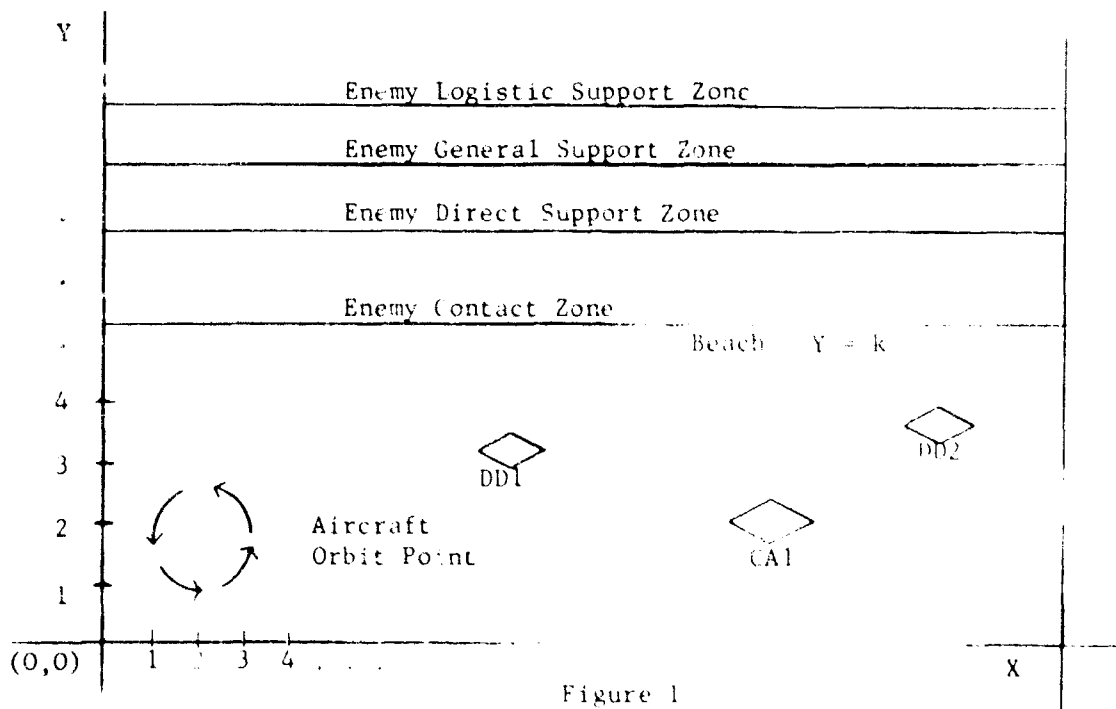 Y
Enemy Logistic Support Zone
Enemy General Support Zone
Enemy Direct Support Zone
Enemy Contact Zone
Beach Y = k
4
3
2
1
DD1
DD2
CA1
Aircraft
Orbit Point
(0,0) 1 2 3 4 . . . . X
Figure 1